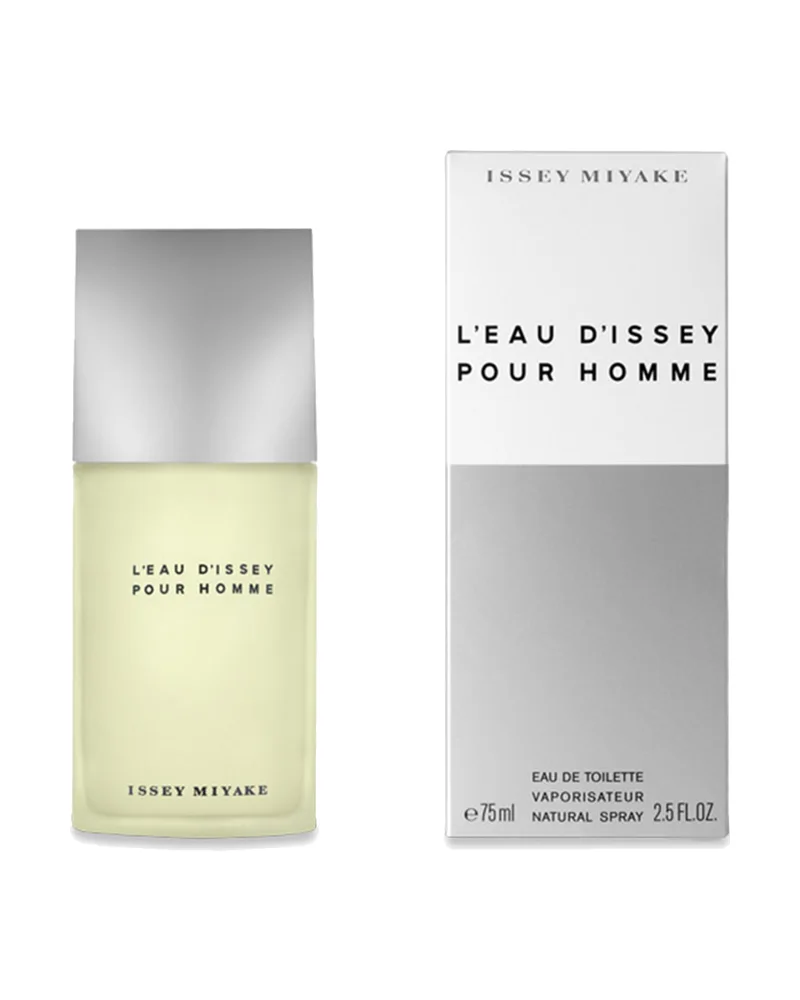 L'EAU D'ISSEY
POUR HOMME
ISSEY MIYAKE
ISSEY MIYAKE
L'EAU D'ISSEY
POUR HOMME
EAU DE TOILETTE
VAPORISATEUR
℮75ml NATURAL SPRAY 2.5 FL.OZ.